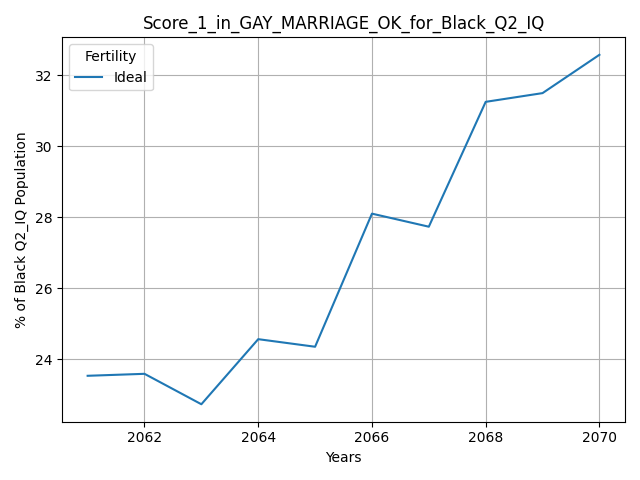 Score_1_in_GAY_MARRIAGE_OK_for_Black_Q2_IQ
Fertility
Ideal
% of Black Q2_IQ Population
32
30
28
26
24
2062
2064
2066
2068
2070
Years